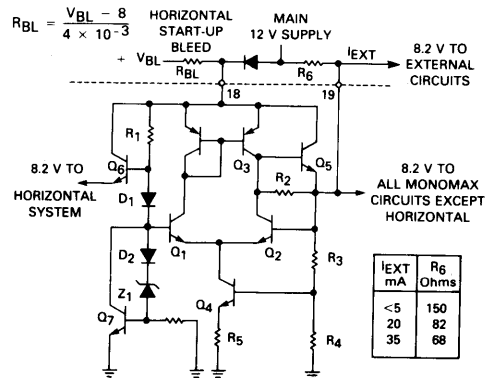 R_BL = (V_BL − 8) / (4 × 10⁻³)
HORIZONTAL
START-UP
BLEED
MAIN
12 V SUPPLY
+ V_BL
R_BL
R6
I_EXT
8.2 V TO
EXTERNAL
CIRCUITS
18
19
R1
Q3
Q5
Q6
R2
8.2 V TO
HORIZONTAL
SYSTEM
8.2 V TO
ALL MONOMAX
CIRCUITS EXCEPT
HORIZONTAL
D1
Q1
Q2
D2
R3
Z1
Q4
Q7
R5
R4
I_EXT mA R6 Ohms
<5 150
20 82
35 68